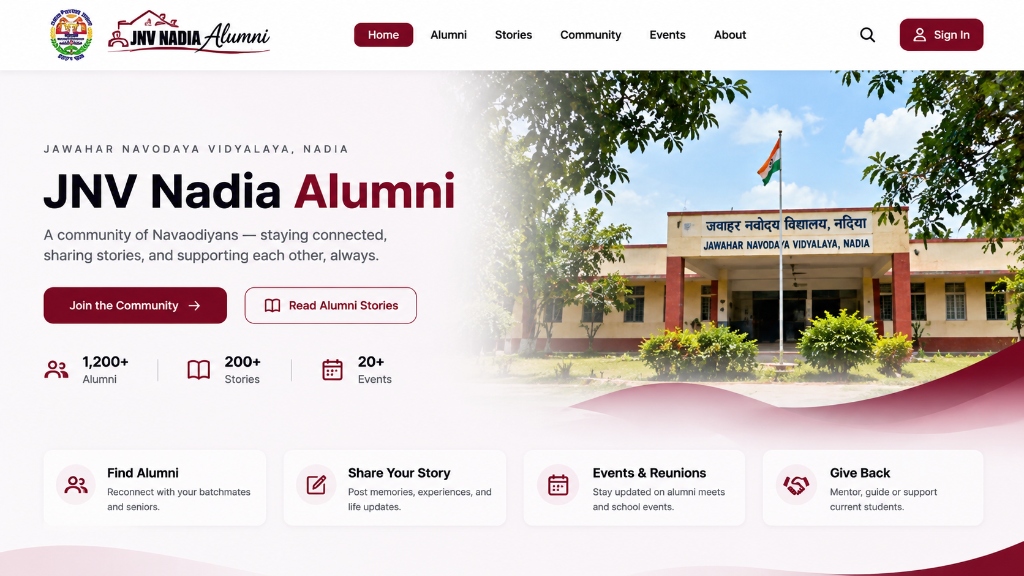 JNV NADIA Alumni
Home
Alumni
Stories
Community
Events
About
Sign In
JAWAHAR NAVODAYA VIDYALAYA, NADIA
JNV Nadia Alumni
A community of Navaodiyans — staying connected,
sharing stories, and supporting each other, always.
Join the Community →
Read Alumni Stories
1,200+
Alumni
200+
Stories
20+
Events
जवाहर नवोदय विद्यालय, नदिया
JAWAHAR NAVODAYA VIDYALAYA, NADIA
Find Alumni
Reconnect with your batchmates
and seniors.
Share Your Story
Post memories, experiences, and
life updates.
Events & Reunions
Stay updated on alumni meets
and school events.
Give Back
Mentor, guide or support
current students.